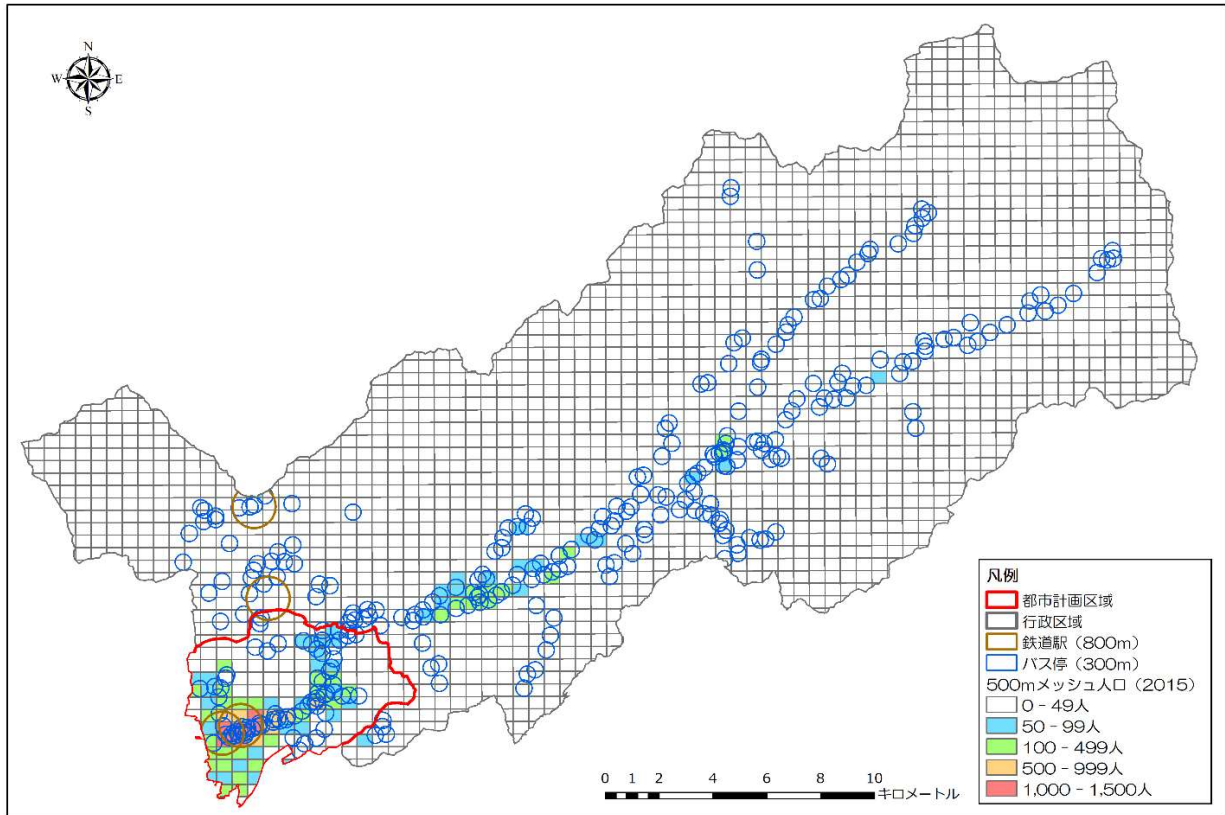 N
W E
S
凡例
都市計画区域
行政区域
鉄道駅（800m）
バス停（300m）
500mメッシュ人口（2015）
0 - 49人
50 - 99人
100 - 499人
500 - 999人
1,000 - 1,500人
0 1 2 4 6 8 10
キロメートル